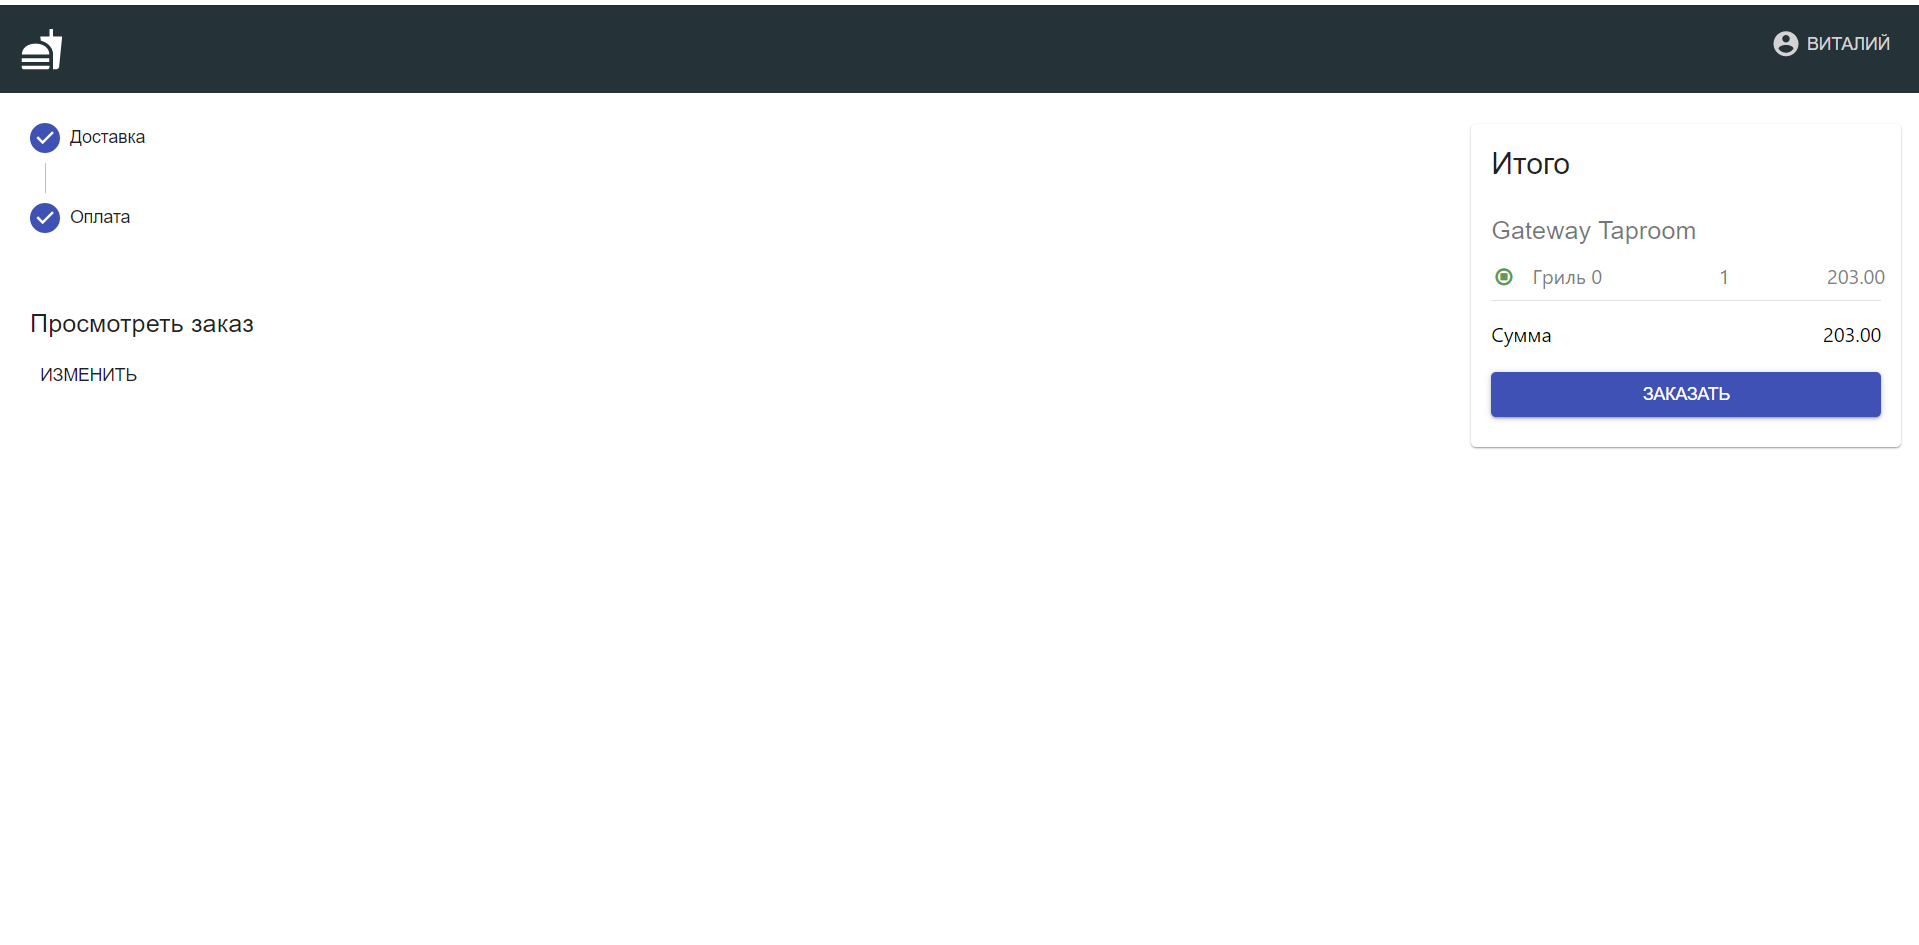 ВИТАЛИЙ
Доставка
Оплата
Просмотреть заказ
ИЗМЕНИТЬ
Итого
Gateway Taproom
Гриль 0 1 203.00
Сумма 203.00
ЗАКАЗАТЬ